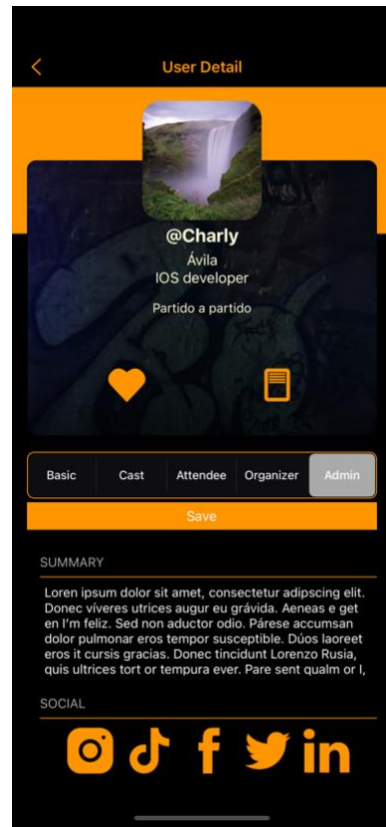 User Detail
@Charly
Ávila
IOS developer
Partido a partido
Basic Cast Attendee Organizer Admin
Save
SUMMARY
Loren ipsum dolor sit amet, consectetur adipscing elit.
Donec víveres utrices augur eu grávida. Aeneas e get
en I'm feliz. Sed non aductor odio. Párese accumsan
dolor pulmonar eros tempor susceptible. Dúos laoreet
eros it cursis gracias. Donec tincidunt Lorenzo Rusia,
quis ultrices tort or tempura ever. Pare sent qualm or I,
SOCIAL